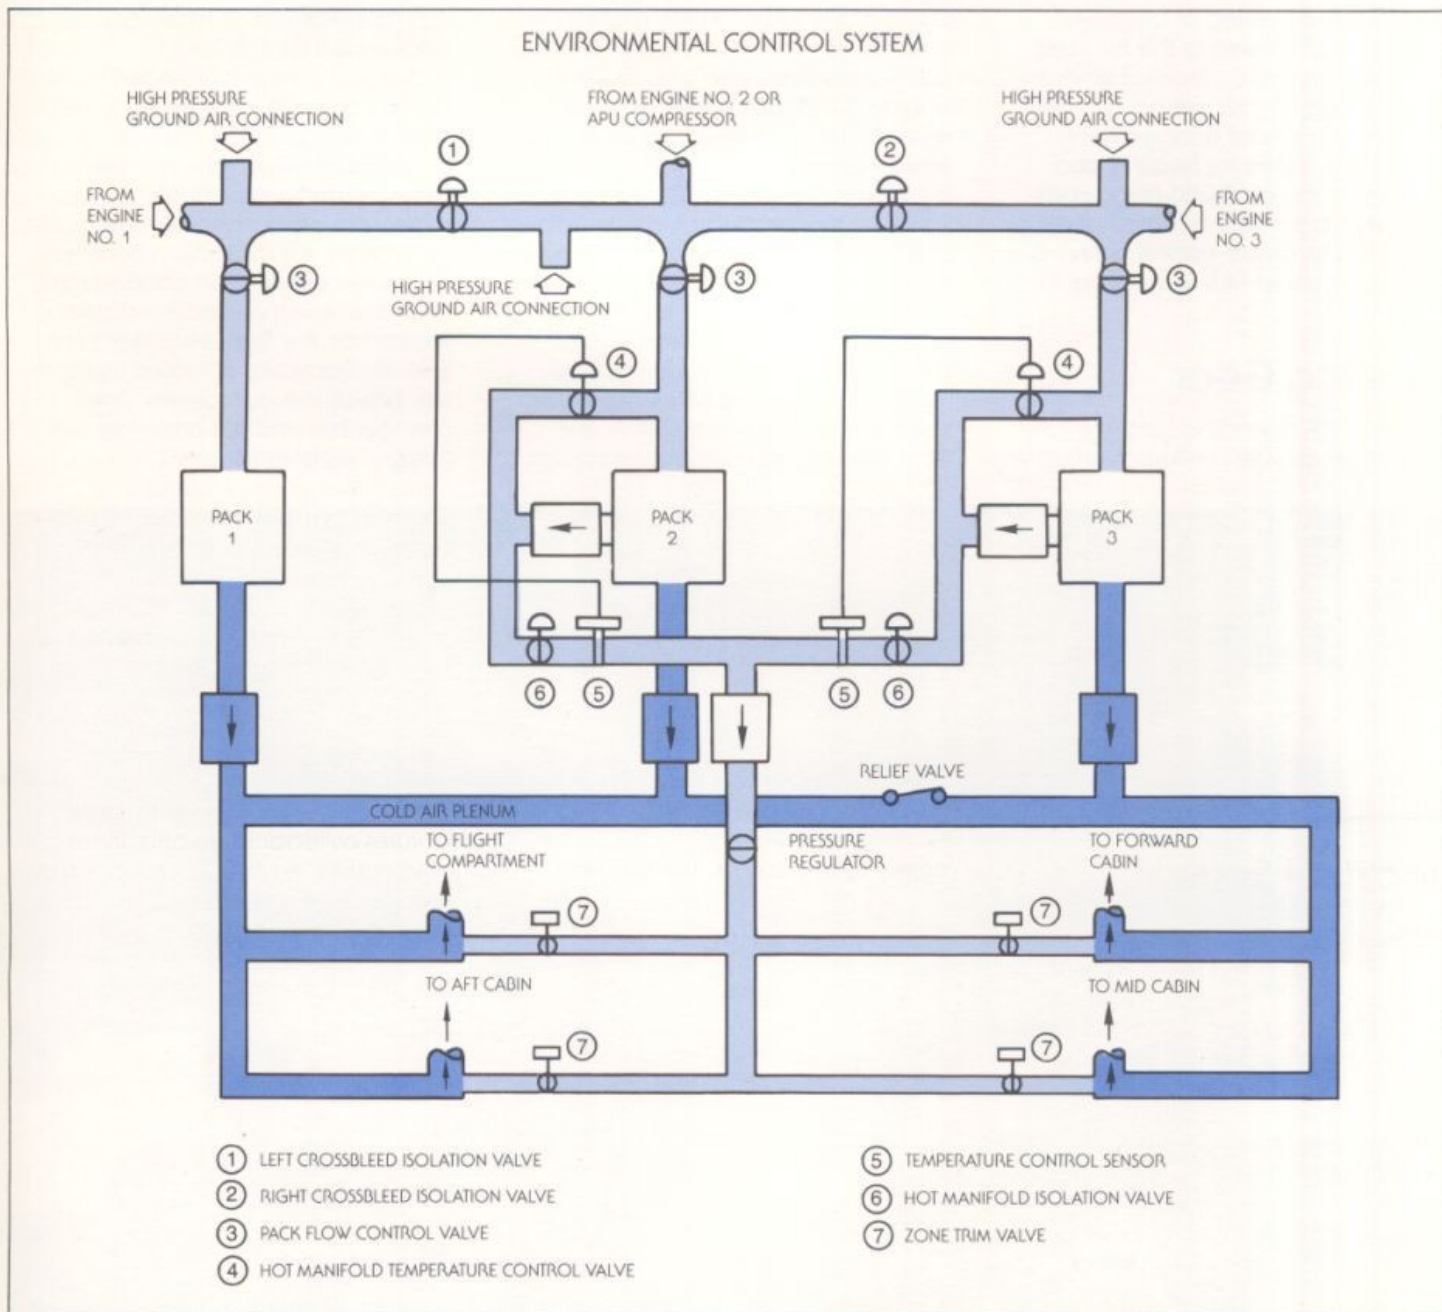 ENVIRONMENTAL CONTROL SYSTEM
HIGH PRESSURE
GROUND AIR CONNECTION
FROM ENGINE NO. 2 OR
APU COMPRESSOR
HIGH PRESSURE
GROUND AIR CONNECTION
1
2
FROM
ENGINE
NO. 1
FROM
ENGINE
NO. 3
3
HIGH PRESSURE
GROUND AIR CONNECTION
3
3
4
4
PACK
1
PACK
2
PACK
3
6
5
5
6
RELIEF VALVE
COLD AIR PLENUM
TO FLIGHT
COMPARTMENT
PRESSURE
REGULATOR
TO FORWARD
CABIN
7
7
TO AFT CABIN
TO MID CABIN
7
7
1 LEFT CROSSBLEED ISOLATION VALVE
2 RIGHT CROSSBLEED ISOLATION VALVE
3 PACK FLOW CONTROL VALVE
4 HOT MANIFOLD TEMPERATURE CONTROL VALVE
5 TEMPERATURE CONTROL SENSOR
6 HOT MANIFOLD ISOLATION VALVE
7 ZONE TRIM VALVE